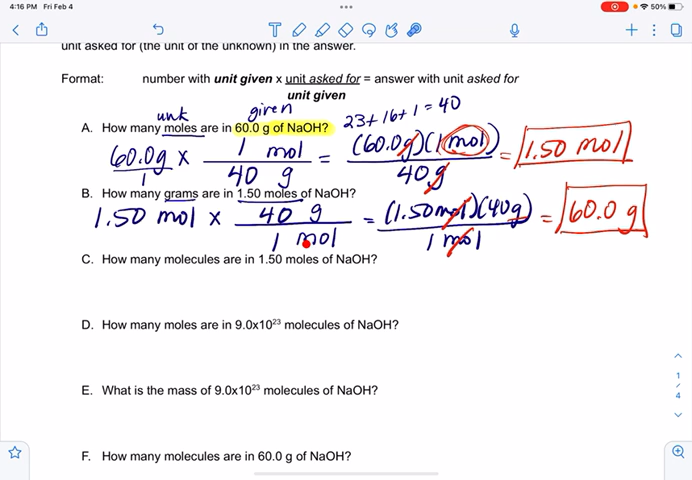 4:16 PM Fri Feb 4
50%
unit asked for (the unit of the unknown) in the answer.
Format: number with unit given x unit asked for = answer with unit asked for
unit given
unk given 23+16+1=40
A. How many moles are in 60.0 g of NaOH?
60.0g × 1 mol = (60.0g)(1 mol) = 1.50 mol
1 40 g 40g
B. How many grams are in 1.50 moles of NaOH?
1.50 mol × 40 g = (1.50mol)(40g) = 60.0 g
1 mol 1 mol
C. How many molecules are in 1.50 moles of NaOH?
D. How many moles are in 9.0x10²³ molecules of NaOH?
E. What is the mass of 9.0x10²³ molecules of NaOH?
F. How many molecules are in 60.0 g of NaOH?
1
/
4